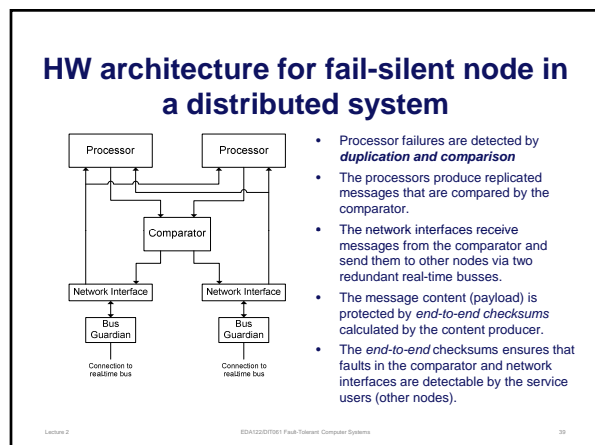 HW architecture for fail-silent node in
a distributed system
Processor
Processor
Comparator
Network Interface
Network Interface
Bus
Guardian
Bus
Guardian
Connection to
real-time bus
Connection to
real-time bus
• Processor failures are detected by
duplication and comparison
• The processors produce replicated
messages that are compared by the
comparator.
• The network interfaces receive
messages from the comparator and
send them to other nodes via two
redundant real-time busses.
• The message content (payload) is
protected by end-to-end checksums
calculated by the content producer.
• The end-to-end checksums ensures that
faults in the comparator and network
interfaces are detectable by the service
users (other nodes).
Lecture 2
EDA122/DIT061 Fault-Tolerant Computer Systems
39